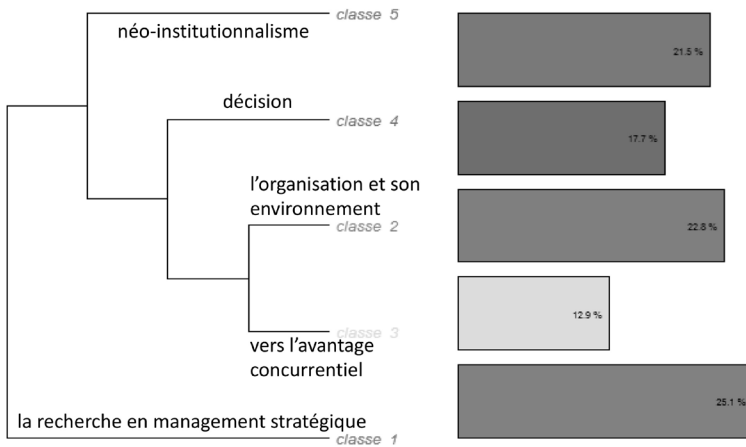 néo-institutionnalisme
classe 5
21.5 %
décision
classe 4
17.7 %
l'organisation et son
environnement
classe 2
22.8 %
classe 3
12.9 %
vers l'avantage
concurrentiel
la recherche en management stratégique
classe 1
25.1 %